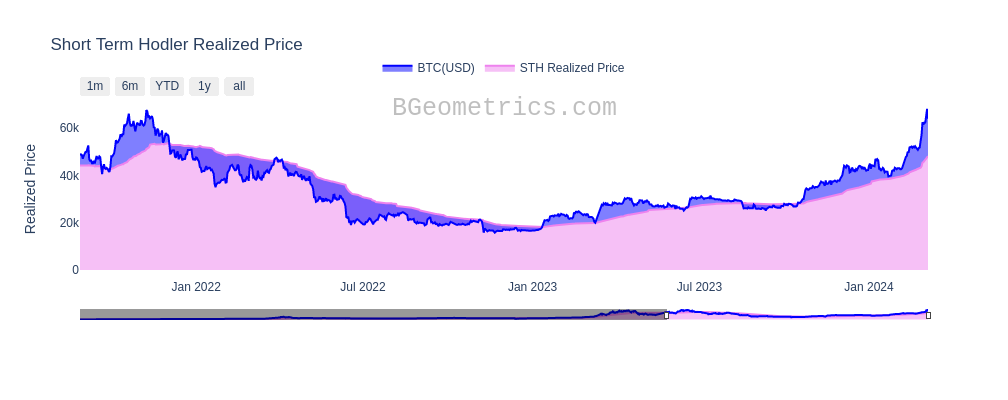 Short Term Hodler Realized Price
BTC(USD) STH Realized Price
1m 6m YTD 1y all
BGeometrics.com
Realized Price
60k
40k
20k
0
Jan 2022 Jul 2022 Jan 2023 Jul 2023 Jan 2024